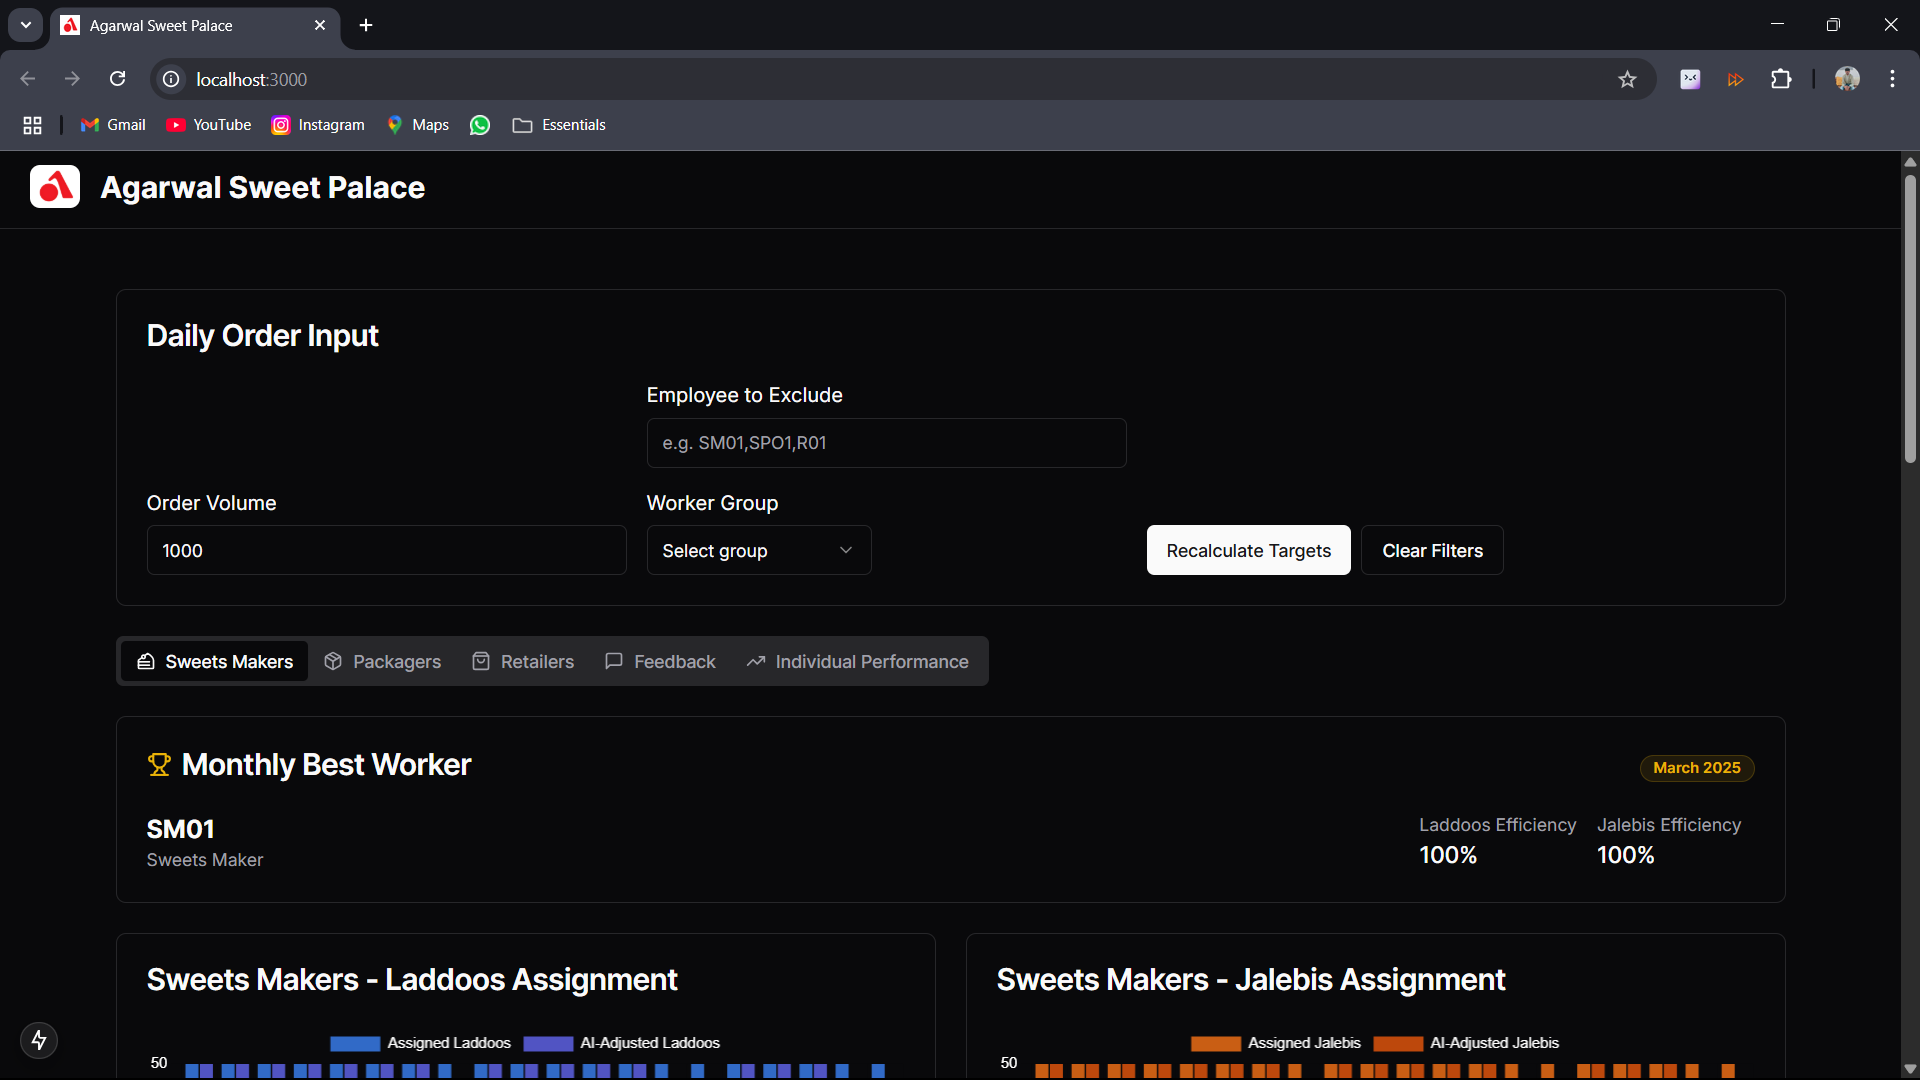 Agarwal Sweet Palace
localhost:3000
Gmail
YouTube
Instagram
Maps
Essentials
Agarwal Sweet Palace
Daily Order Input
Employee to Exclude
e.g. SM01,SPO1,R01
Order Volume
Worker Group
1000
Select group
Recalculate Targets
Clear Filters
Sweets Makers
Packagers
Retailers
Feedback
Individual Performance
Monthly Best Worker
March 2025
SM01
Sweets Maker
Laddoos Efficiency
Jalebis Efficiency
100%
100%
Sweets Makers - Laddoos Assignment
Sweets Makers - Jalebis Assignment
Assigned Laddoos
AI-Adjusted Laddoos
Assigned Jalebis
AI-Adjusted Jalebis
50
50